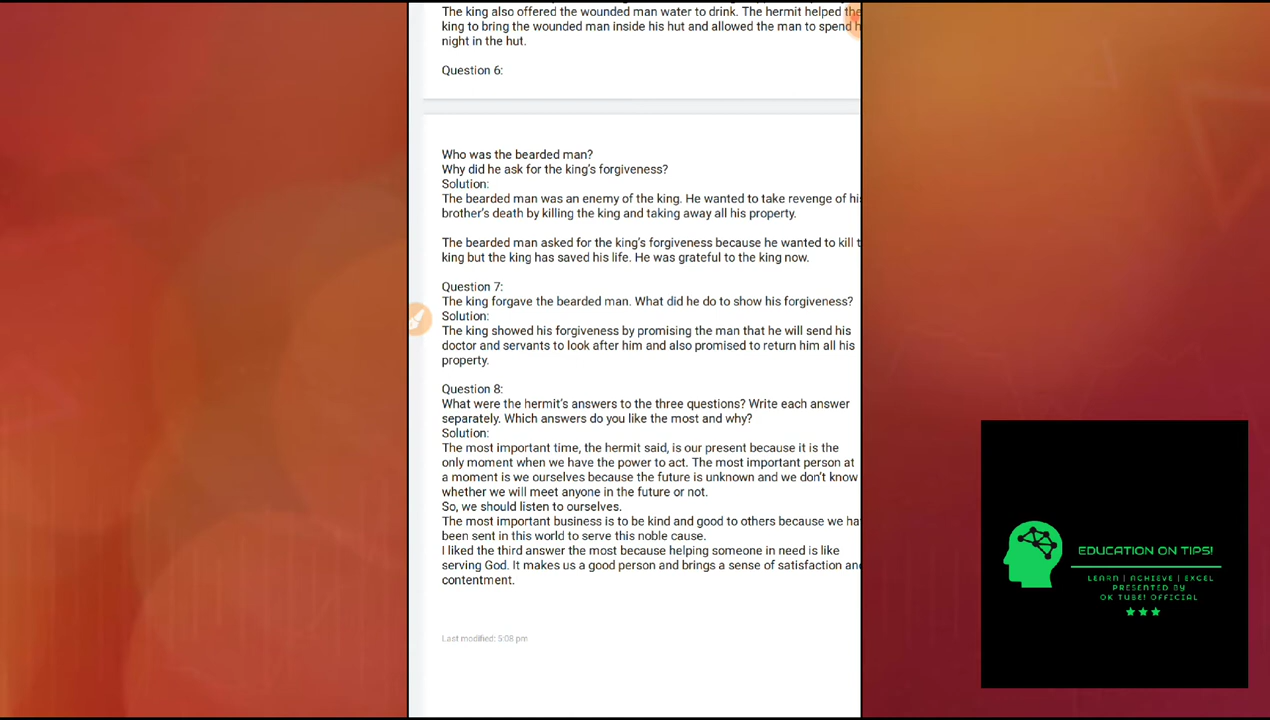 The king also offered the wounded man water to drink. The hermit helped the
king to bring the wounded man inside his hut and allowed the man to spend h
night in the hut.
Question 6:
Who was the bearded man?
Why did he ask for the king's forgiveness?
Solution:
The bearded man was an enemy of the king. He wanted to take revenge of hi
brother's death by killing the king and taking away all his property.
The bearded man asked for the king's forgiveness because he wanted to kill t
king but the king has saved his life. He was grateful to the king now.
Question 7:
The king forgave the bearded man. What did he do to show his forgiveness?
Solution:
The king showed his forgiveness by promising the man that he will send his
doctor and servants to look after him and also promised to return him all his
property.
Question 8:
What were the hermit's answers to the three questions? Write each answer
separately. Which answers do you like the most and why?
Solution:
The most important time, the hermit said, is our present because it is the
only moment when we have the power to act. The most important person at
a moment is we ourselves because the future is unknown and we don't know
whether we will meet anyone in the future or not.
So, we should listen to ourselves.
The most important business is to be kind and good to others because we ha
been sent in this world to serve this noble cause.
I liked the third answer the most because helping someone in need is like
serving God. It makes us a good person and brings a sense of satisfaction an
contentment.
Last modified: 5:08 pm
EDUCATION ON TIPS!
LEARN | ACHIEVE | EXCEL
PRESENTED BY
OK TUBE! OFFICIAL